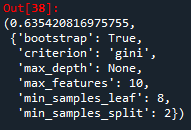 Out[38]:
(0.635420816975755,
 {'bootstrap': True,
  'criterion': 'gini',
  'max_depth': None,
  'max_features': 10,
  'min_samples_leaf': 8,
  'min_samples_split': 2})